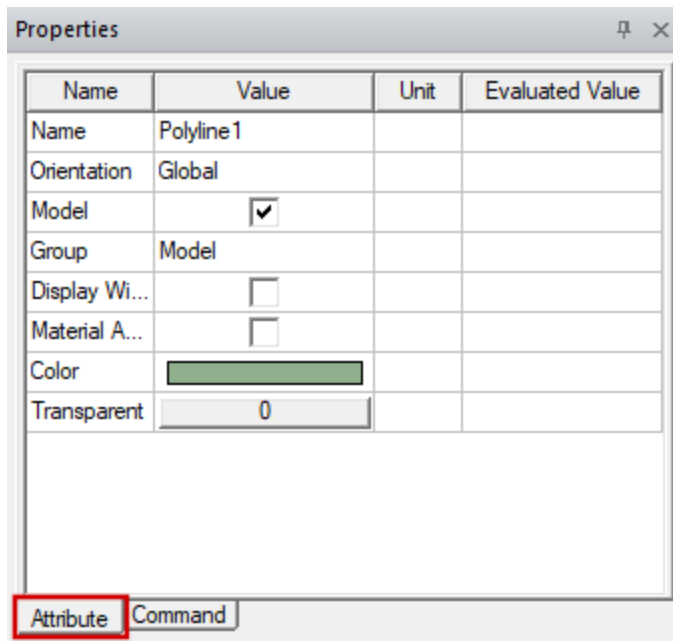 Properties
Name Value Unit Evaluated Value
Name Polyline1
Orientation Global
Model
Group Model
Display Wi...
Material A...
Color
Transparent 0
Attribute Command